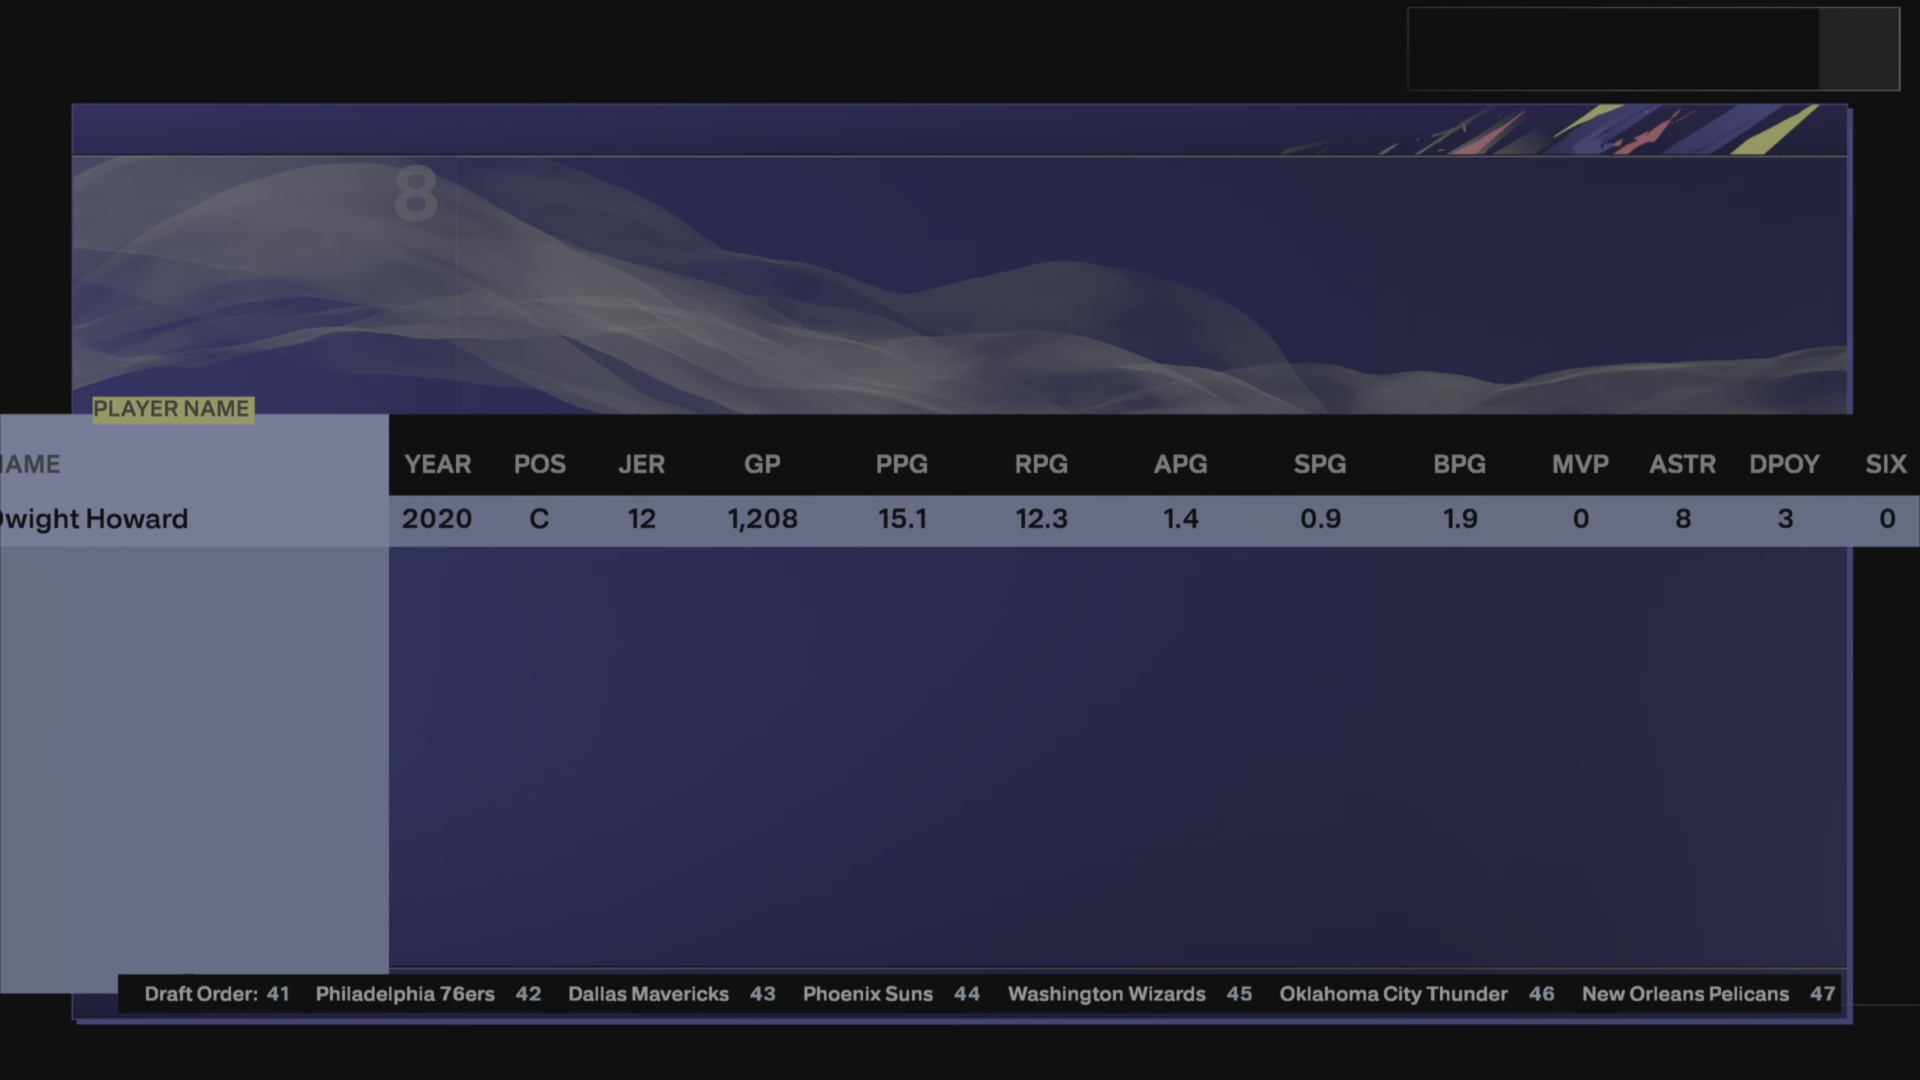 8
PLAYER NAME
AME YEAR POS JER GP PPG RPG APG SPG BPG MVP ASTR DPOY SIX
Dwight Howard 2020 C 12 1,208 15.1 12.3 1.4 0.9 1.9 0 8 3 0
Draft Order: 41 Philadelphia 76ers 42 Dallas Mavericks 43 Phoenix Suns 44 Washington Wizards 45 Oklahoma City Thunder 46 New Orleans Pelicans 47